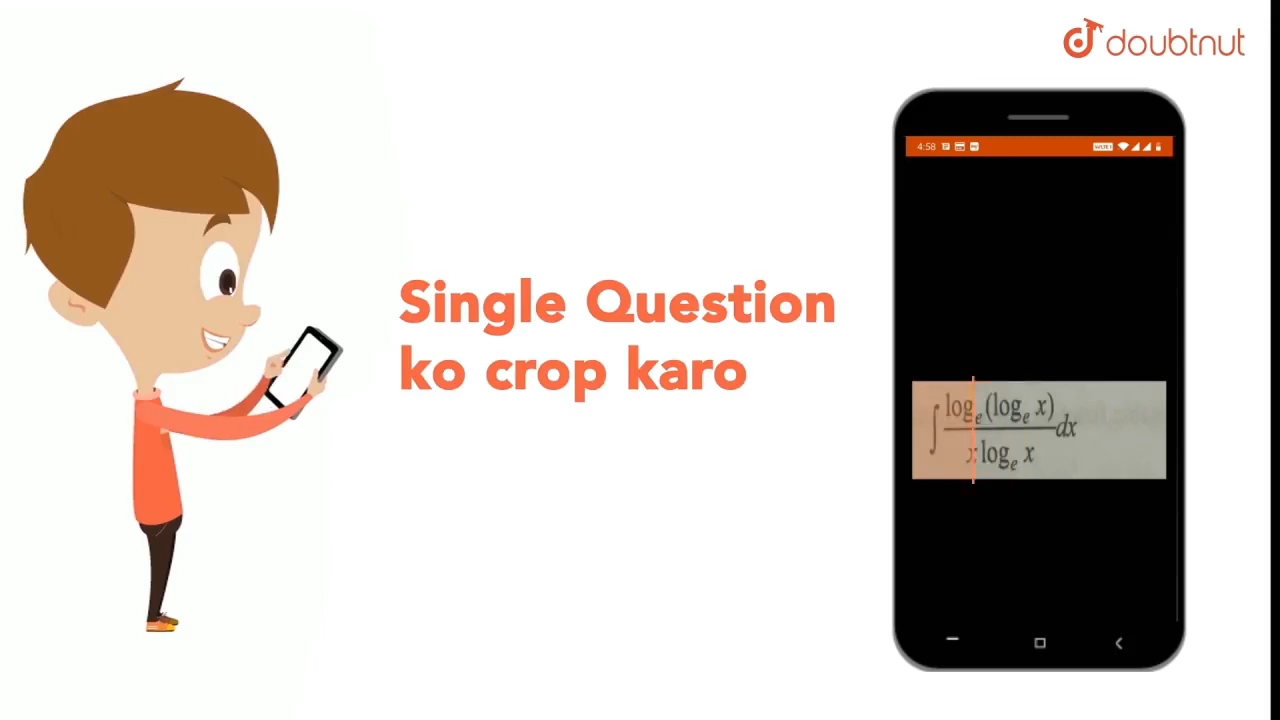 doubtnut
4:58
Single Question
ko crop karo
∫ logₑ (logₑ x) dx
x logₑ x